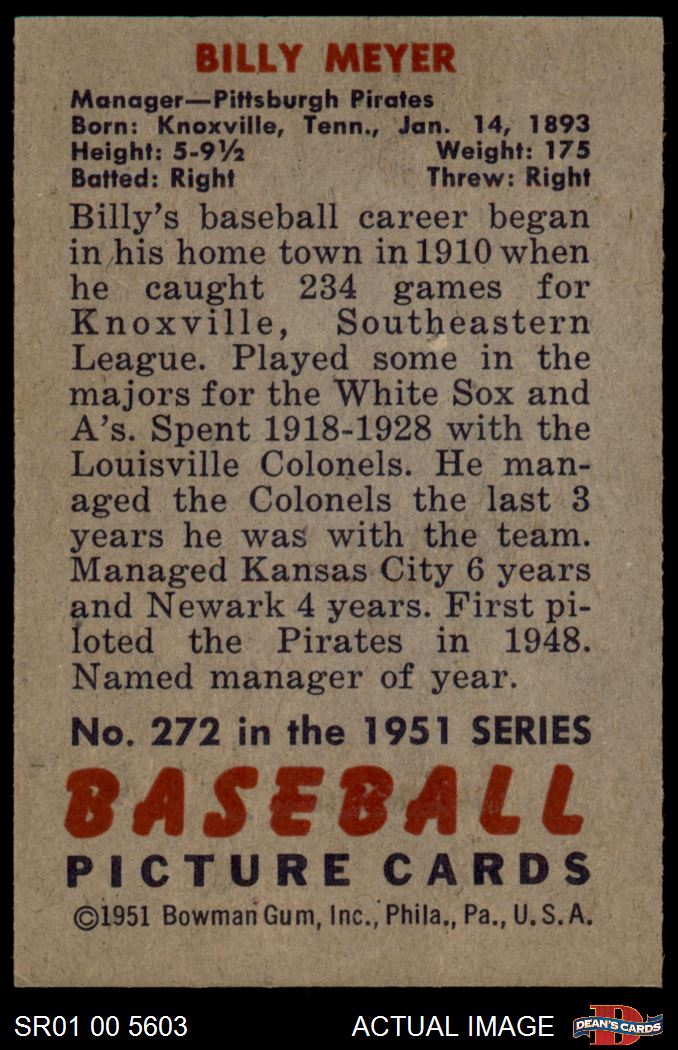 BILLY MEYER
Manager—Pittsburgh Pirates
Born: Knoxville, Tenn., Jan. 14, 1893
Height: 5-9½ Weight: 175
Batted: Right Threw: Right
Billy's baseball career began
in his home town in 1910 when
he caught 234 games for
Knoxville, Southeastern
League. Played some in the
majors for the White Sox and
A's. Spent 1918-1928 with the
Louisville Colonels. He man-
aged the Colonels the last 3
years he was with the team.
Managed Kansas City 6 years
and Newark 4 years. First pi-
loted the Pirates in 1948.
Named manager of year.
No. 272 in the 1951 SERIES
BASEBALL
PICTURE CARDS
©1951 Bowman Gum, Inc., Phila., Pa., U.S.A.
SR01 00 5603 ACTUAL IMAGE D DEAN'S CARDS